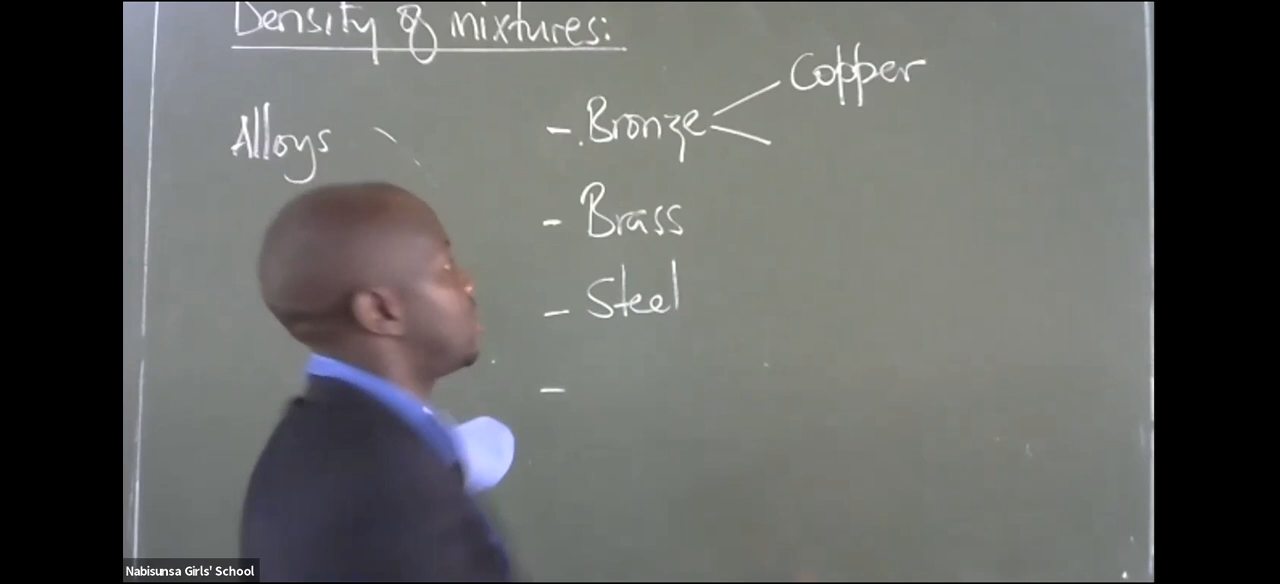 Density of mixtures:
Copper
Alloys - Bronze
- Brass
- Steel
-
Nabisunsa Girls' School